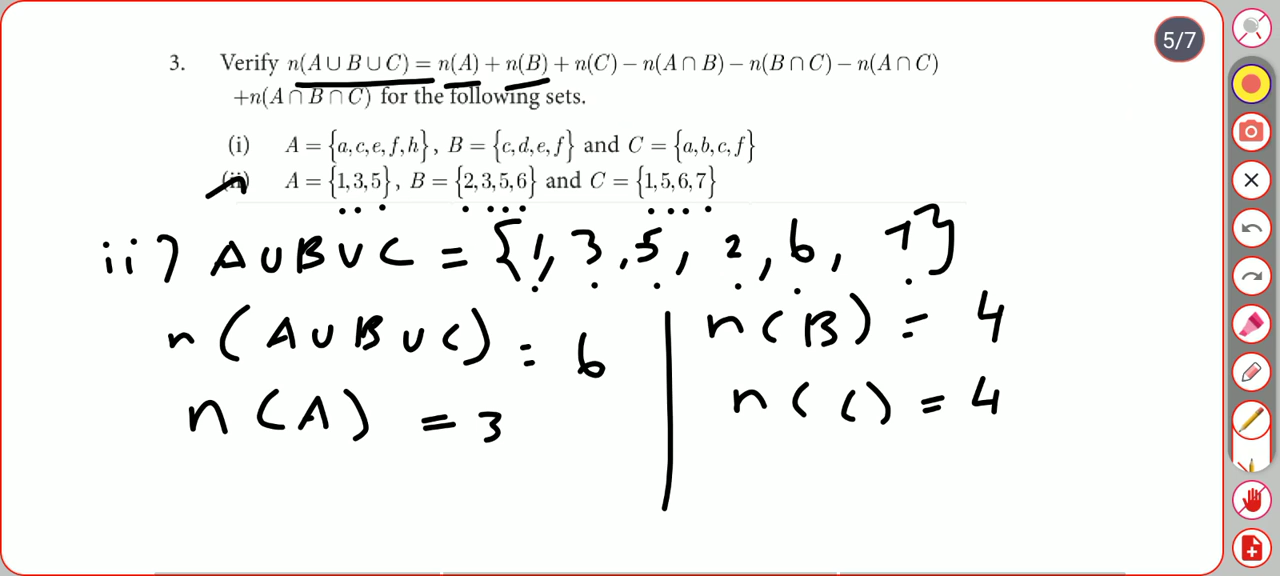 5/7
3. Verify n(A∪B∪C) = n(A) + n(B) + n(C) − n(A∩B) − n(B∩C) − n(A∩C)
+n(A∩B∩C) for the following sets.
(i) A = {a,c,e,f,h}, B = {c,d,e,f} and C = {a,b,c,f}
(ii) A = {1,3,5}, B = {2,3,5,6} and C = {1,5,6,7}
ii) A∪B∪C = {1, 3, 5, 2, 6, 7}
n(A∪B∪C) = 6
n(A) = 3
n(B) = 4
n(C) = 4